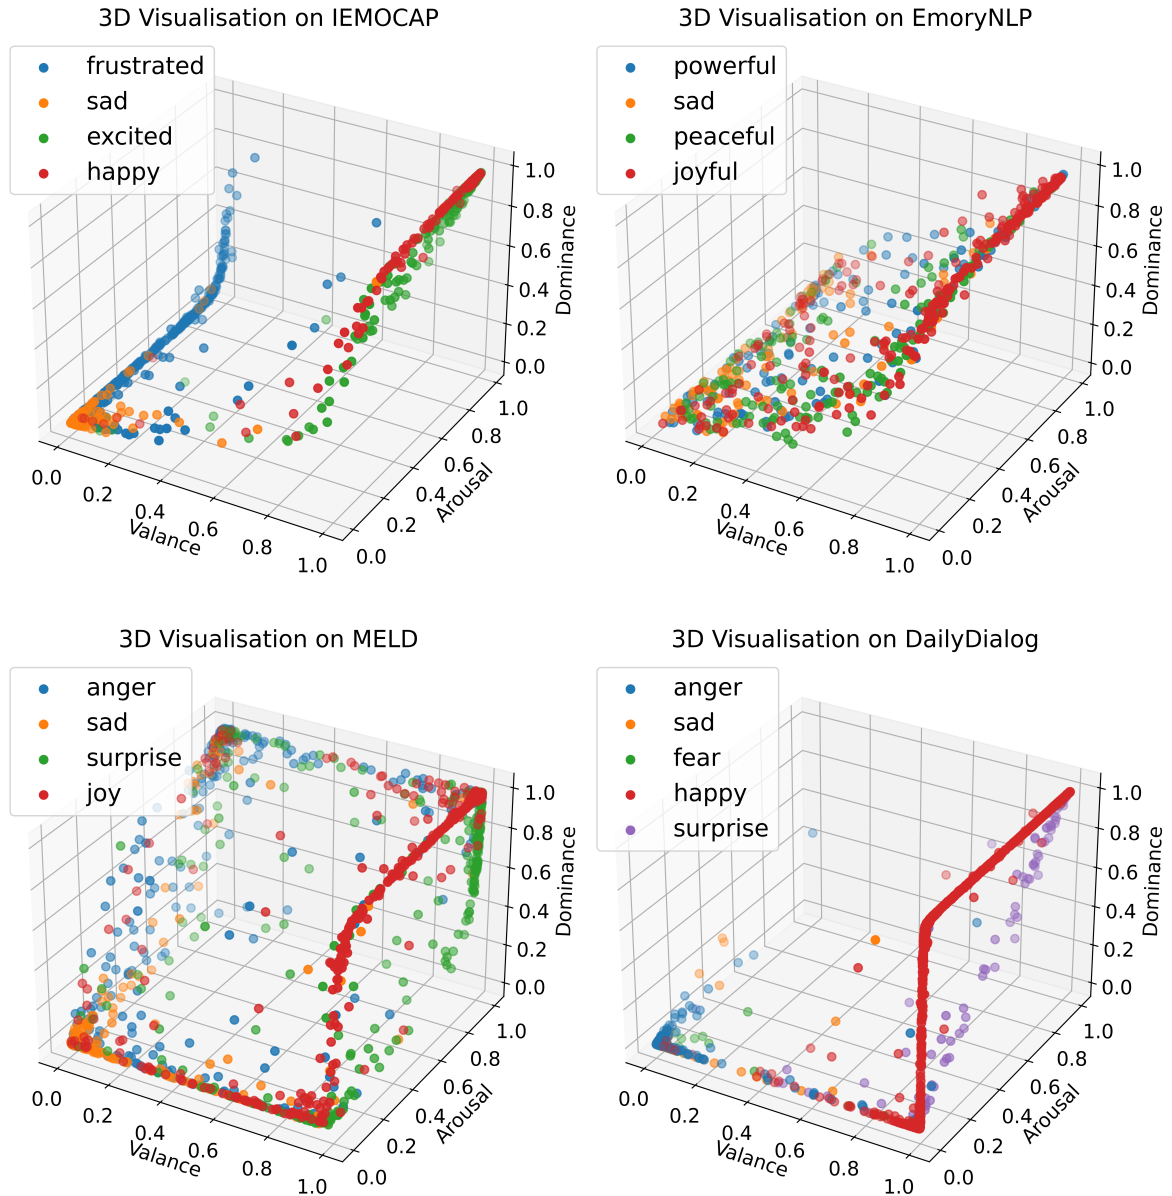 3D Visualisation on IEMOCAP
frustrated
sad
excited
happy
0.0
0.2
0.4
0.6
0.8
1.0
Valance
0.0
0.2
0.4
0.6
0.8
1.0
Arousal
0.0
0.2
0.4
0.6
0.8
1.0
Dominance
3D Visualisation on EmoryNLP
powerful
sad
peaceful
joyful
0.0
0.2
0.4
0.6
0.8
1.0
Valance
0.0
0.2
0.4
0.6
0.8
1.0
Arousal
0.0
0.2
0.4
0.6
0.8
1.0
Dominance
3D Visualisation on MELD
anger
sad
surprise
joy
0.0
0.2
0.4
0.6
0.8
1.0
Valance
0.0
0.2
0.4
0.6
0.8
1.0
Arousal
0.0
0.2
0.4
0.6
0.8
1.0
Dominance
3D Visualisation on DailyDialog
anger
sad
fear
happy
surprise
0.0
0.2
0.4
0.6
0.8
1.0
Valance
0.0
0.2
0.4
0.6
0.8
1.0
Arousal
0.0
0.2
0.4
0.6
0.8
1.0
Dominance